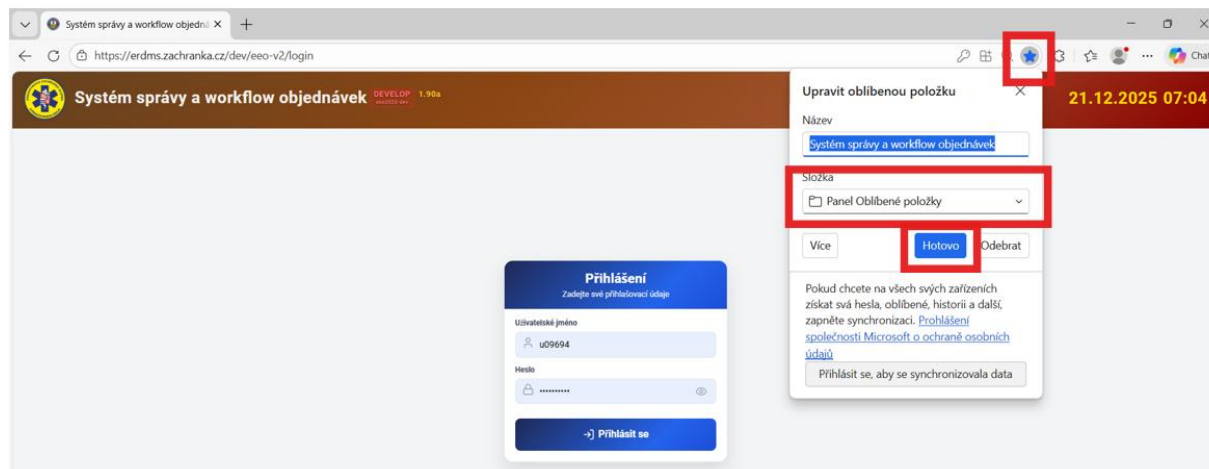 Systém správy a workflow objedná
https://erdms.zachranka.cz/dev/eeo-v2/login
Chat
Systém správy a workflow objednávek DEVELOP 1.90a
21.12.2025 07:04
Upravit oblíbenou položku
Název
Systém správy a workflow objednávek
Složka
Panel Oblíbené položky
Více Hotovo Odebrat
Pokud chcete na všech svých zařízeních
získat svá hesla, oblíbené, historii a další,
zapněte synchronizaci. Prohlášení
společnosti Microsoft o ochraně osobních
údajů
Přihlásit se, aby se synchronizovala data
Přihlášení
Zadejte své přihlašovací údaje
Uživatelské jméno
u09694
Heslo
Přihlásit se